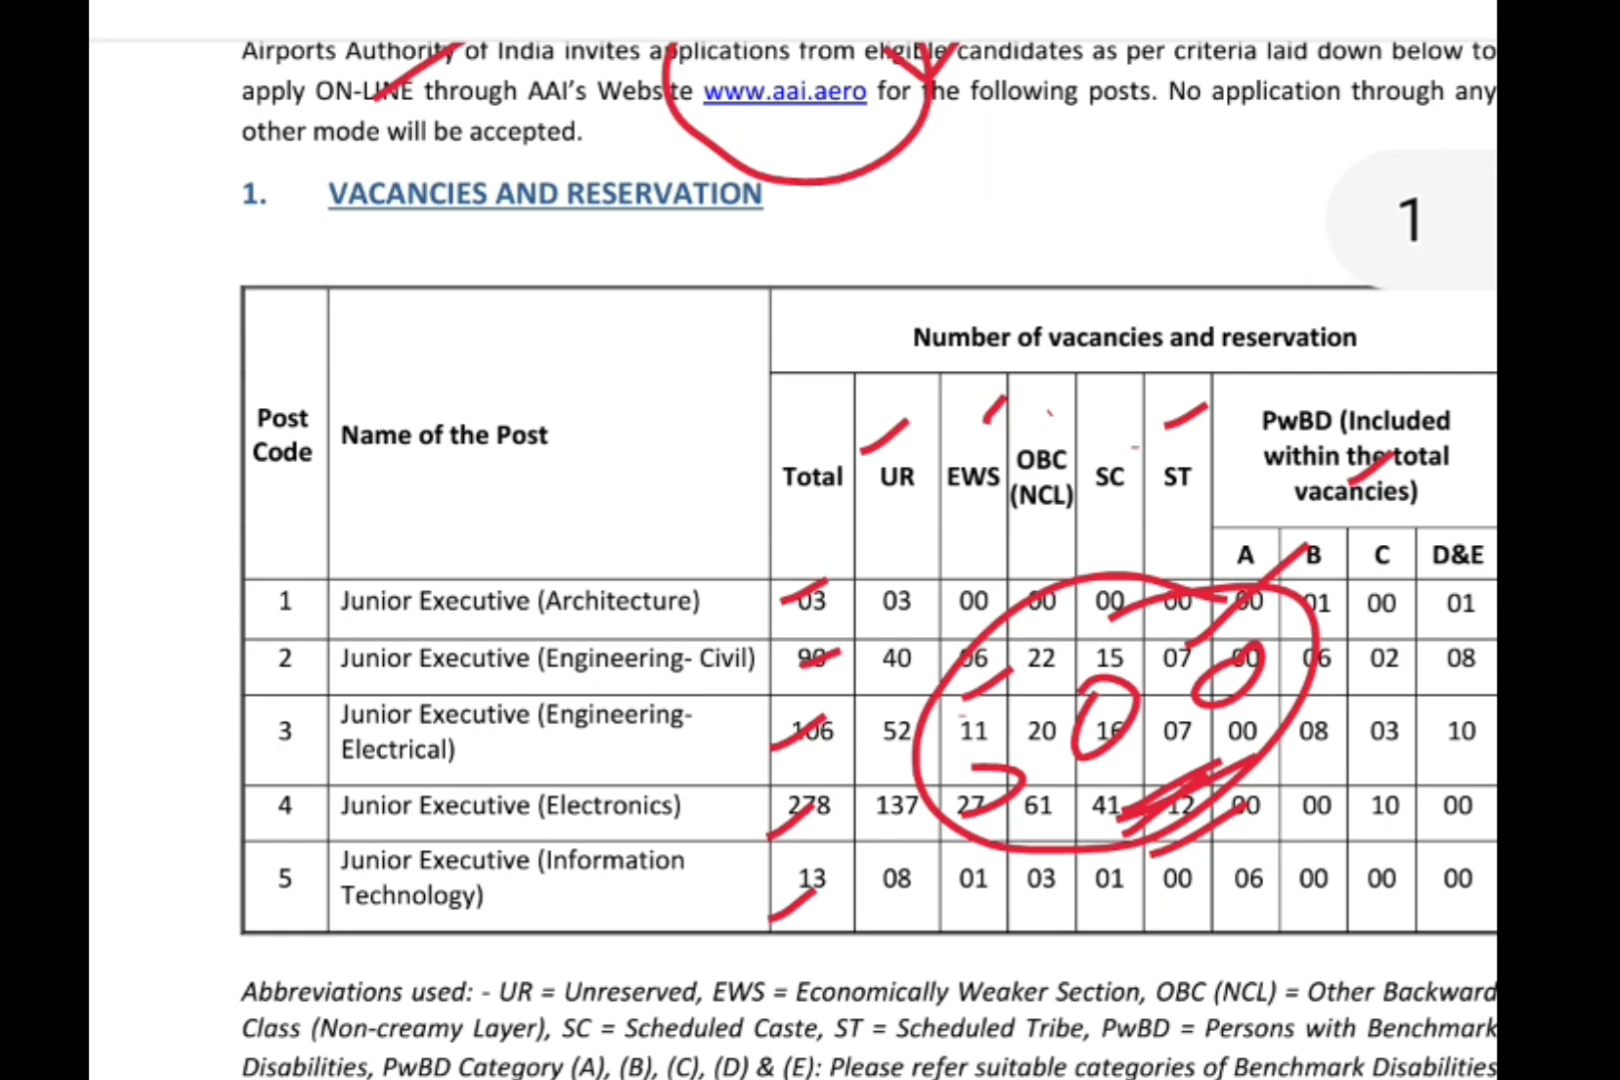 Airports Authority of India invites applications from eligible candidates as per criteria laid down below to
apply ON-LINE through AAI's Website www.aai.aero for the following posts. No application through any
other mode will be accepted.
1. VACANCIES AND RESERVATION
1
Number of vacancies and reservation
Post Code Name of the Post Total UR EWS OBC (NCL) SC ST PwBD (Included within the total vacancies)
A B C D&E
1 Junior Executive (Architecture) 03 03 00 00 00 00 00 01 00 01
2 Junior Executive (Engineering- Civil) 90 40 06 22 15 07 00 06 02 08
3 Junior Executive (Engineering- Electrical) 106 52 11 20 16 07 00 08 03 10
4 Junior Executive (Electronics) 278 137 27 61 41 12 00 00 10 00
5 Junior Executive (Information Technology) 13 08 01 03 01 00 06 00 00 00
Abbreviations used: - UR = Unreserved, EWS = Economically Weaker Section, OBC (NCL) = Other Backward
Class (Non-creamy Layer), SC = Scheduled Caste, ST = Scheduled Tribe, PwBD = Persons with Benchmark
Disabilities, PwBD Category (A), (B), (C), (D) & (E): Please refer suitable categories of Benchmark Disabilities